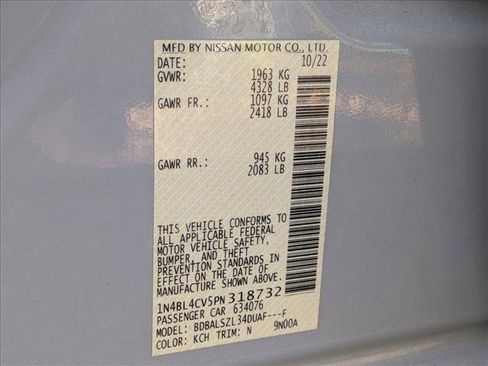 MFD BY NISSAN MOTOR CO., LTD.
DATE: 10/22
GVWR: 1963 KG
4328 LB
GAWR FR.: 1097 KG
2418 LB
GAWR RR.: 945 KG
2083 LB
THIS VEHICLE CONFORMS TO
ALL APPLICABLE FEDERAL
MOTOR VEHICLE SAFETY,
BUMPER, AND THEFT
PREVENTION STANDARDS IN
EFFECT ON THE DATE OF
MANUFACTURE SHOWN ABOVE.
1N4BL4CV5PN318732
PASSENGER CAR 634076
MODEL: BDBALSZL34DUAF---F
COLOR: KCH TRIM: N 9N00A